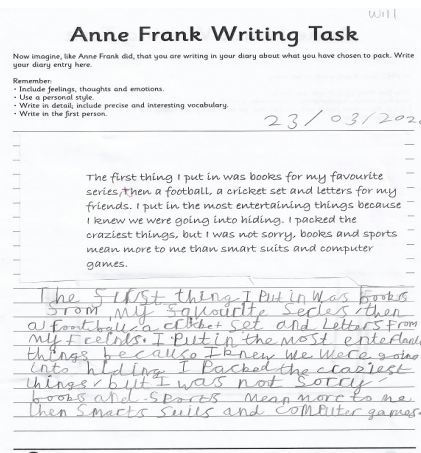 Will
Anne Frank Writing Task
Now imagine, like Anne Frank did, that you are writing in your diary about what you have chosen to pack. Write
your diary entry here.
Remember:
• Include feelings, thoughts and emotions.
• Use a personal style.
• Write in detail; include precise and interesting vocabulary.
• Write in the first person.
23/03/202
The first thing I put in was books for my favourite
series, then a football, a cricket set and letters for my
friends. I put in the most entertaining things because
I knew we were going into hiding. I packed the
craziest things, but I was not sorry, books and sports
mean more to me than smart suits and computer
games.
The first thing I Put in was books
from my favourite Series, then
a football, a cricket set and Letters from
my Freinds. I Put in the most
things because I knew we were going
into hiding I Packed the craziest
things, but I was not Sorry
books and Sports mean more to me
then Smarts Suits and computer games.